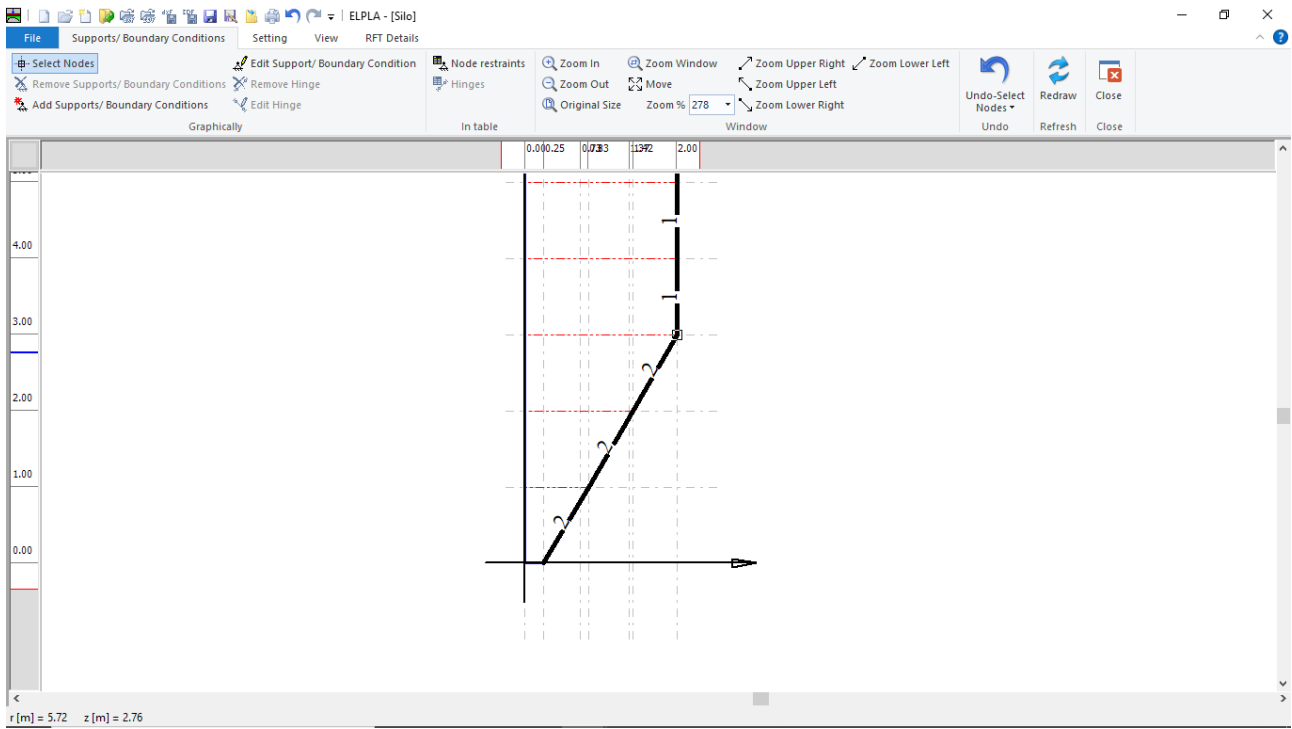 ELPLA - [Silo]
File Supports/ Boundary Conditions Setting View RFT Details
Select Nodes Edit Support/ Boundary Condition Node restraints Zoom In Zoom Window Zoom Upper Right Zoom Lower Left
Remove Supports/ Boundary Conditions Remove Hinge Hinges Zoom Out Move Zoom Upper Left
Add Supports/ Boundary Conditions Edit Hinge Original Size Zoom % 278 Zoom Lower Right
Undo-Select Nodes Redraw Close
Graphically In table Window Undo Refresh Close
0.00 0.25 2.00
1
4.00
1
3.00
2
2.00
2
1.00
2
0.00
r [m] = 5.72 z [m] = 2.76